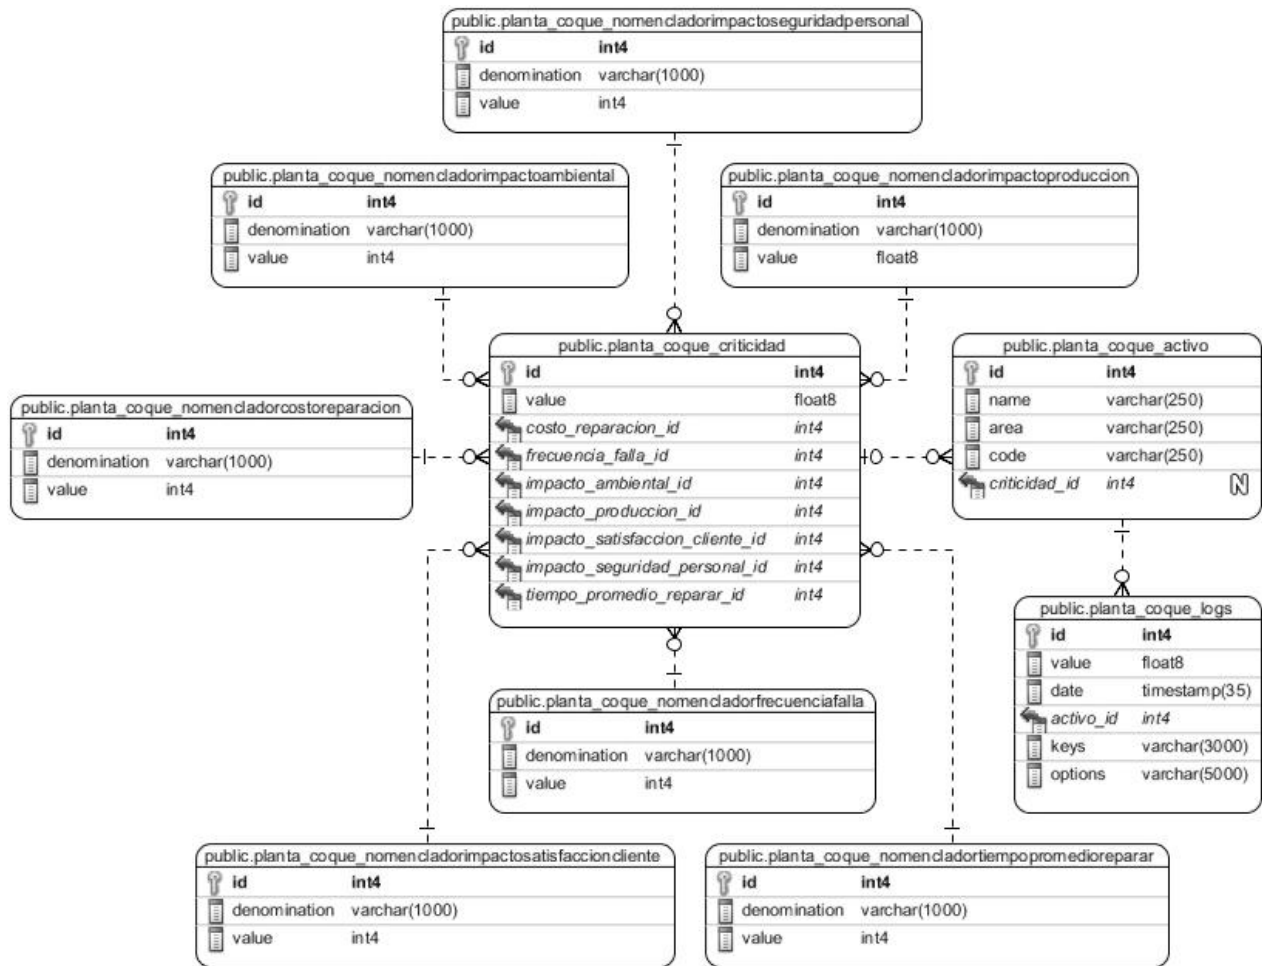 public.planta_coque_nomencladorimpactoseguridadpersonal
id int4
denomination varchar(1000)
value int4
public.planta_coque_nomencladorimpactoambiental
id int4
denomination varchar(1000)
value int4
public.planta_coque_nomencladorimpactoproduccion
id int4
denomination varchar(1000)
value float8
public.planta_coque_criticidad
id int4
value float8
costo_reparacion_id int4
frecuencia_falla_id int4
impacto_ambiental_id int4
impacto_produccion_id int4
impacto_satisfaccion_cliente_id int4
impacto_seguridad_personal_id int4
tiempo_promedio_reparar_id int4
public.planta_coque_activo
id int4
name varchar(250)
area varchar(250)
code varchar(250)
criticidad_id int4 N
public.planta_coque_nomencladorcostoreparacion
id int4
denomination varchar(1000)
value int4
public.planta_coque_logs
id int4
value float8
date timestamp(35)
activo_id int4
keys varchar(3000)
options varchar(5000)
public.planta_coque_nomencladorfrecuenciafalla
id int4
denomination varchar(1000)
value int4
public.planta_coque_nomencladorimpactosatisfaccioncliente
id int4
denomination varchar(1000)
value int4
public.planta_coque_nomencladortiempopromedioreparar
id int4
denomination varchar(1000)
value int4